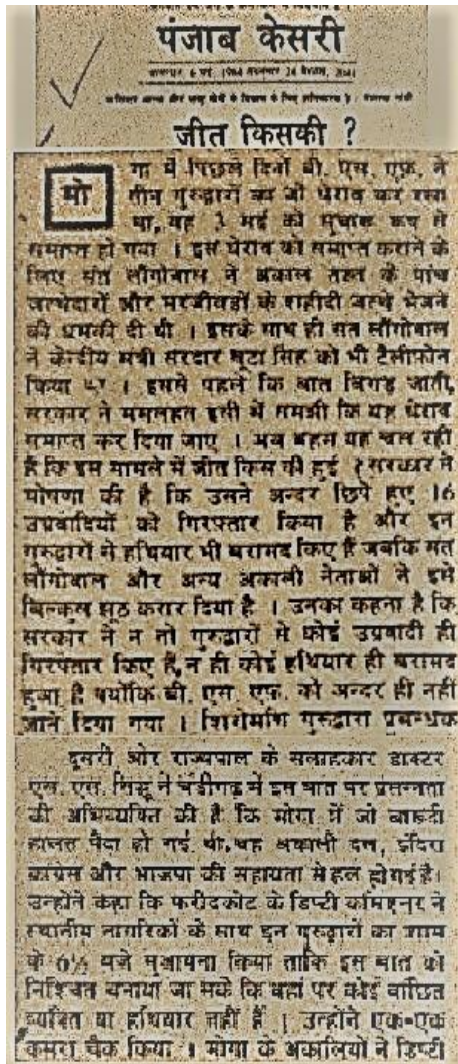 पंजाब केसरी
जीत किसकी ?
मो
गा में पिछले दिनों बी. एस. एफ. ने
तीन गुरुद्वारों का जो घेराव कर रखा
था, वह 3 मई को सुचारू रूप से
समाप्त हो गया । इस घेराव को समाप्त कराने के
लिए संत लौंगोवाल ने अकाल तख्त के पांच
जत्थेदारों और मरजीवड़ों के शहीदी जत्थे भेजने
की धमकी दी थी । इसके साथ ही संत लौंगोवाल
ने केन्द्रीय मंत्री सरदार बूटा सिंह को भी टैलीफोन
किया था । इससे पहले कि बात बिगड़ जाती,
सरकार ने मसलहत इसी में समझी कि यह घेराव
समाप्त कर दिया जाए । अब बहस यह चल रही
है कि इस मामले में जीत किस की हुई ? सरकार ने
घोषणा की है कि उसने अन्दर छिपे हुए 16
उग्रवादियों को गिरफ्तार किया है और इन
गुरुद्वारों से हथियार भी बरामद किए हैं जबकि संत
लौंगोवाल और अन्य अकाली नेताओं ने इसे
बिल्कुल झूठ करार दिया है । उनका कहना है कि
सरकार ने न तो गुरुद्वारों से कोई उग्रवादी ही
गिरफ्तार किए हैं, न ही कोई हथियार ही बरामद
हुआ है क्योंकि बी. एस. एफ. को अन्दर ही नहीं
जाने दिया गया । शिरोमणि गुरुद्वारा प्रबन्धक
दूसरी ओर राज्यपाल के सलाहकार डाक्टर
एस. एस. सिद्धू ने चंडीगढ़ में इस बात पर प्रसन्नता
की अभिव्यक्ति की है कि मोगा में जो बारूदी
हालत पैदा हो गई थी, वह अकाली दल, इंदिरा
कांग्रेस और भाजपा की सहायता से हल हो गई है।
उन्होंने कहा कि फरीदकोट के डिप्टी कमिश्नर ने
स्थानीय नागरिकों के साथ इन गुरुद्वारों का शाम
के 6½ बजे मुआयना किया ताकि इस बात को
निश्चित बनाया जा सके कि वहां पर कोई वांछित
व्यक्ति या हथियार नहीं हैं । उन्होंने एक-एक
कमरा चैक किया । मोगा के अकालियों ने डिप्टी